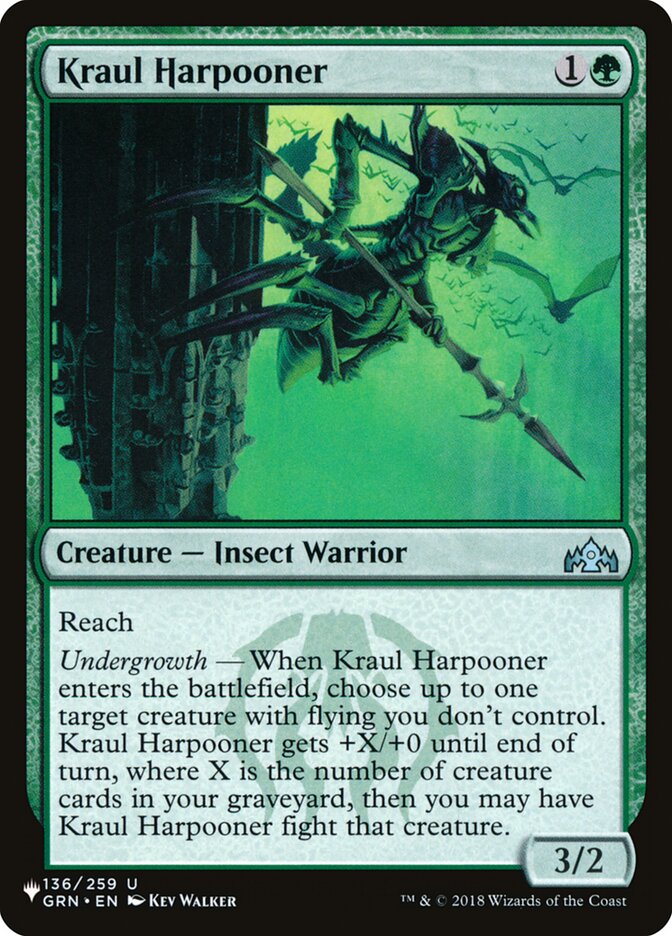 Kraul Harpooner 1
Creature — Insect Warrior
Reach
Undergrowth — When Kraul Harpooner
enters the battlefield, choose up to one
target creature with flying you don't control.
Kraul Harpooner gets +X/+0 until end of
turn, where X is the number of creature
cards in your graveyard, then you may have
Kraul Harpooner fight that creature.
3/2
136/259 U
GRN • EN Kev Walker
™ & © 2018 Wizards of the Coast